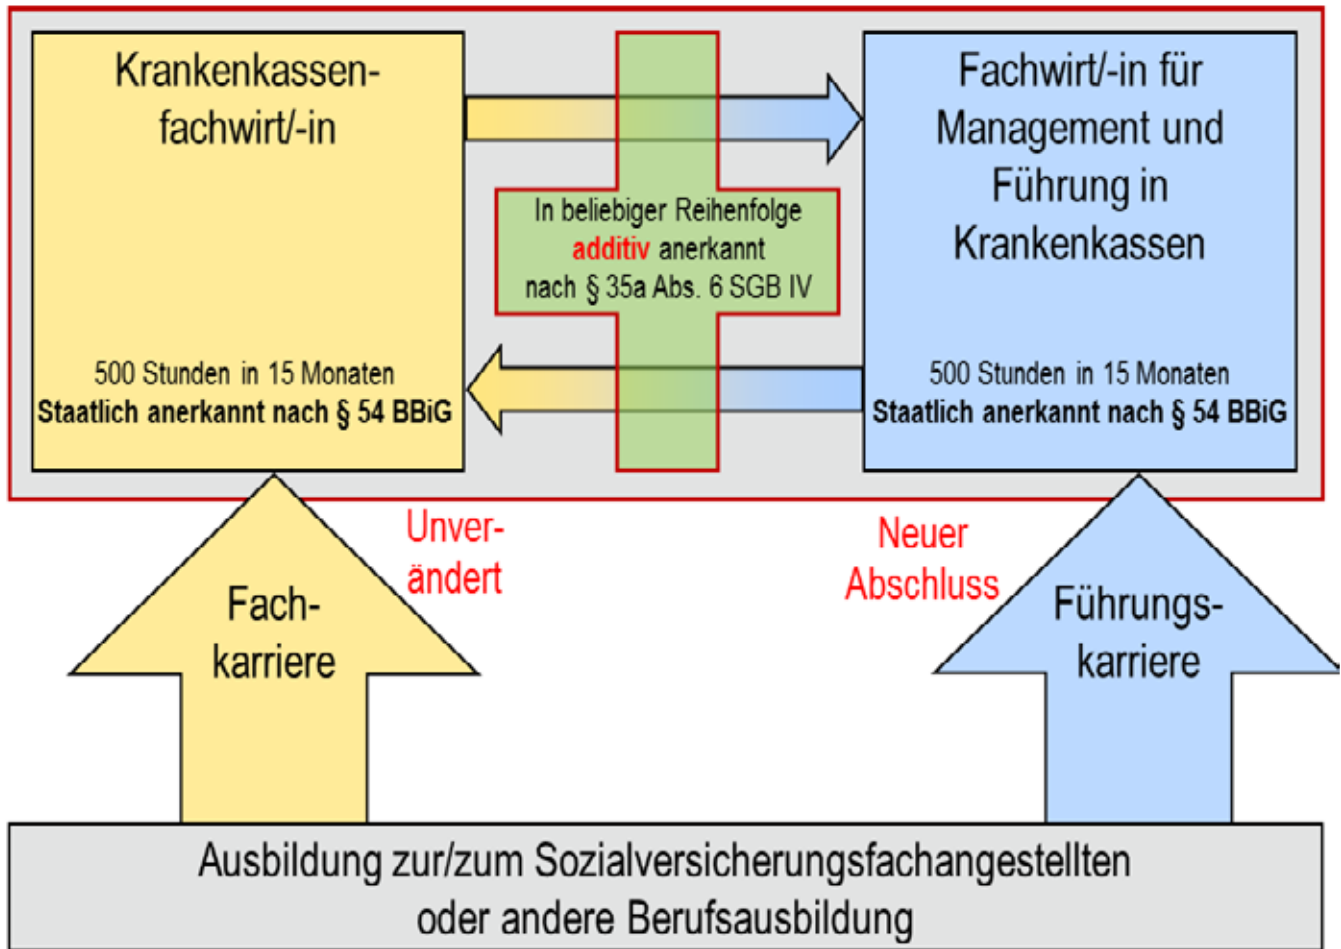 Krankenkassen-
fachwirt/-in
500 Stunden in 15 Monaten
Staatlich anerkannt nach § 54 BBiG
In beliebiger Reihenfolge
additiv anerkannt
nach § 35a Abs. 6 SGB IV
Fachwirt/-in für
Management und
Führung in
Krankenkassen
500 Stunden in 15 Monaten
Staatlich anerkannt nach § 54 BBiG
Unver-
ändert
Neuer
Abschluss
Fach-
karriere
Führungs-
karriere
Ausbildung zur/zum Sozialversicherungsfachangestellten
oder andere Berufsausbildung